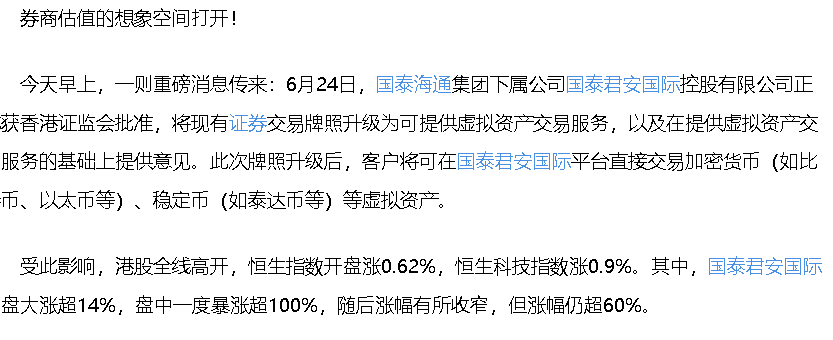 券商估值的想象空间打开！
今天早上，一则重磅消息传来：6月24日，国泰海通集团下属公司国泰君安国际控股有限公司正
获香港证监会批准，将现有证券交易牌照升级为可提供虚拟资产交易服务，以及在提供虚拟资产交
服务的基础上提供意见。此次牌照升级后，客户将可在国泰君安国际平台直接交易加密货币（如比
币、以太币等）、稳定币（如泰达币等）等虚拟资产。
受此影响，港股全线高开，恒生指数开盘涨0.62%，恒生科技指数涨0.9%。其中，国泰君安国际
盘大涨超14%，盘中一度暴涨超100%，随后涨幅有所收窄，但涨幅仍超60%。